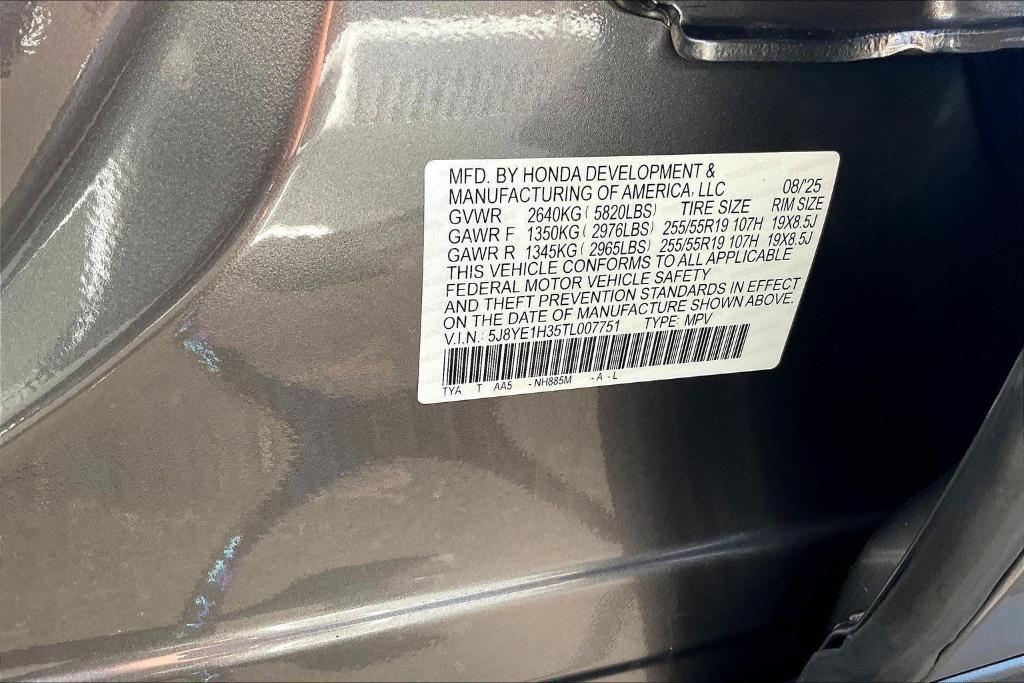 MFD. BY HONDA DEVELOPMENT &
MANUFACTURING OF AMERICA, LLC 08/'25
GVWR 2640KG ( 5820LBS) TIRE SIZE RIM SIZE
GAWR F 1350KG ( 2976LBS) 255/55R19 107H 19X8.5J
GAWR R 1345KG ( 2965LBS) 255/55R19 107H 19X8.5J
THIS VEHICLE CONFORMS TO ALL APPLICABLE
FEDERAL MOTOR VEHICLE SAFETY
AND THEFT PREVENTION STANDARDS IN EFFECT
ON THE DATE OF MANUFACTURE SHOWN ABOVE.
V.I.N.: 5J8YE1H35TL007751 TYPE: MPV
TYA T AA5 - NH885M - A - L